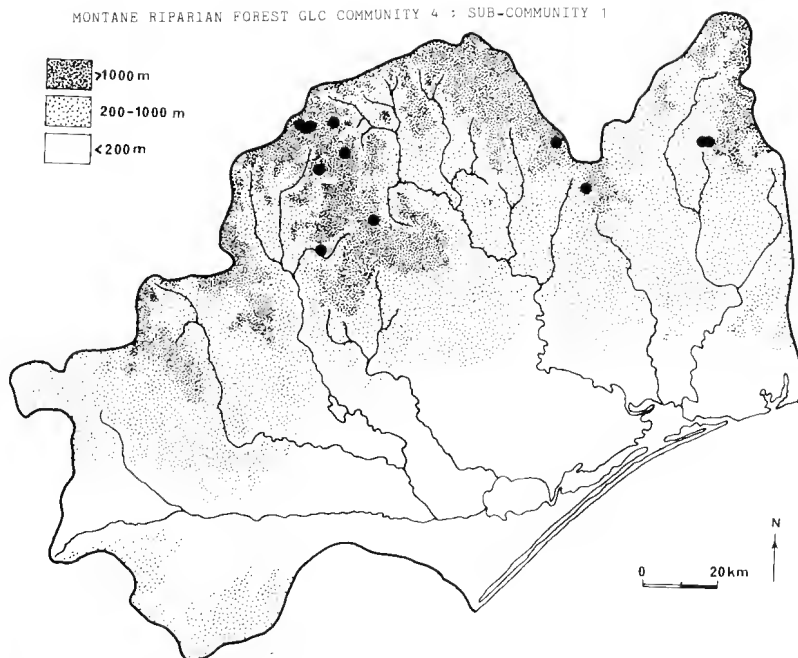 MONTANE RIPARIAN FOREST GLC COMMUNITY 4 : SUB-COMMUNITY 1
>1000 m
200-1000 m
<200 m
N
0 20km